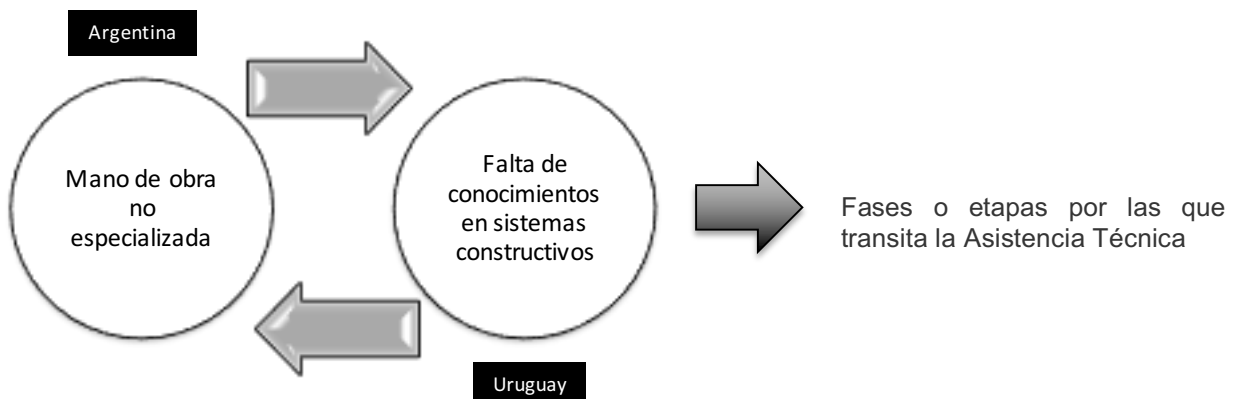 Argentina
Mano de obra
no
especializada
Falta de
conocimientos
en sistemas
constructivos
Fases o etapas por las que
transita la Asistencia Técnica
Uruguay